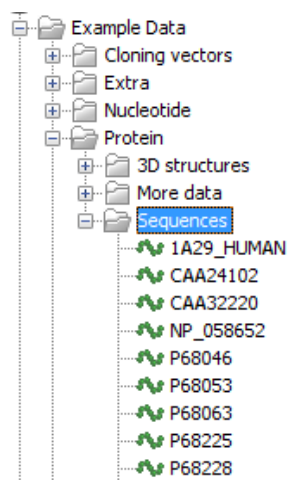 Example Data
Cloning vectors
Extra
Nucleotide
Protein
3D structures
More data
Sequences
1A29_HUMAN
CAA24102
CAA32220
NP_058652
P68046
P68053
P68063
P68225
P68228